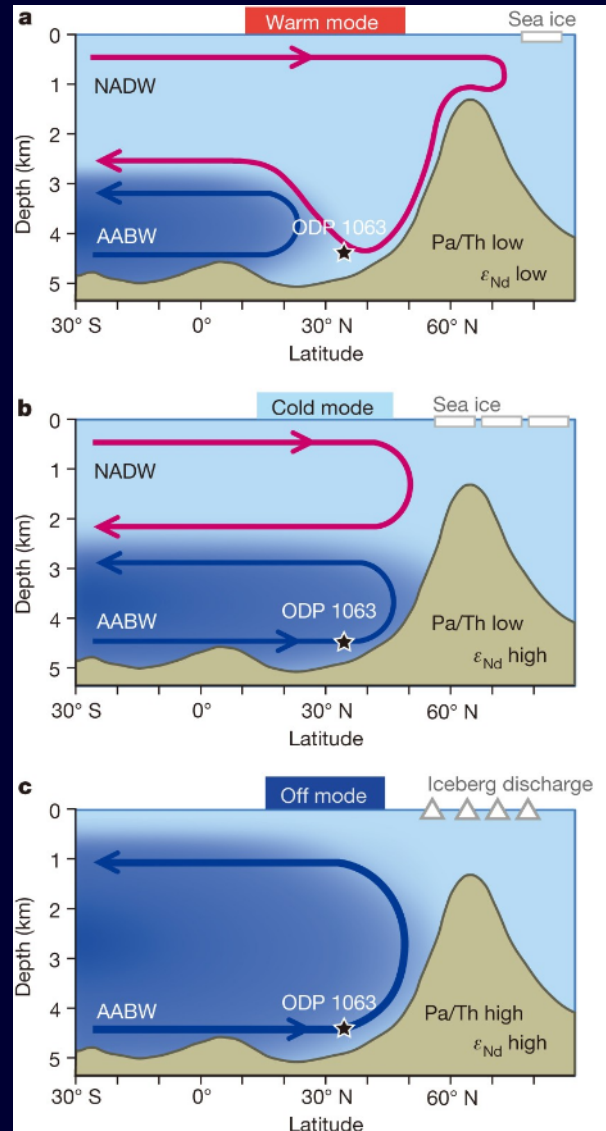 a
Warm mode
Sea ice
0
1
2
3
4
5
Depth (km)
NADW
AABW
ODP 1063
Pa/Th low
εNd low
30° S
0°
30° N
60° N
Latitude
b
Cold mode
Sea ice
0
1
2
3
4
5
Depth (km)
NADW
AABW
ODP 1063
Pa/Th low
εNd high
30° S
0°
30° N
60° N
Latitude
c
Off mode
Iceberg discharge
0
1
2
3
4
5
Depth (km)
AABW
ODP 1063
Pa/Th high
εNd high
30° S
0°
30° N
60° N
Latitude